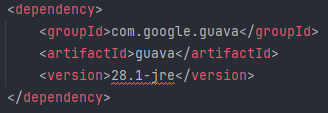 <dependency>
    <groupId>com.google.guava</groupId>
    <artifactId>guava</artifactId>
    <version>28.1-jre</version>
</dependency>